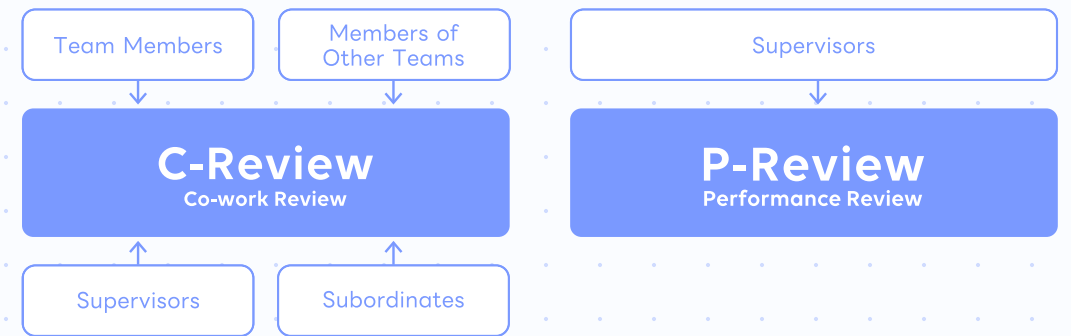 Team Members
Members of
Other Teams
Supervisors
C-Review
Co-work Review
P-Review
Performance Review
Supervisors
Subordinates